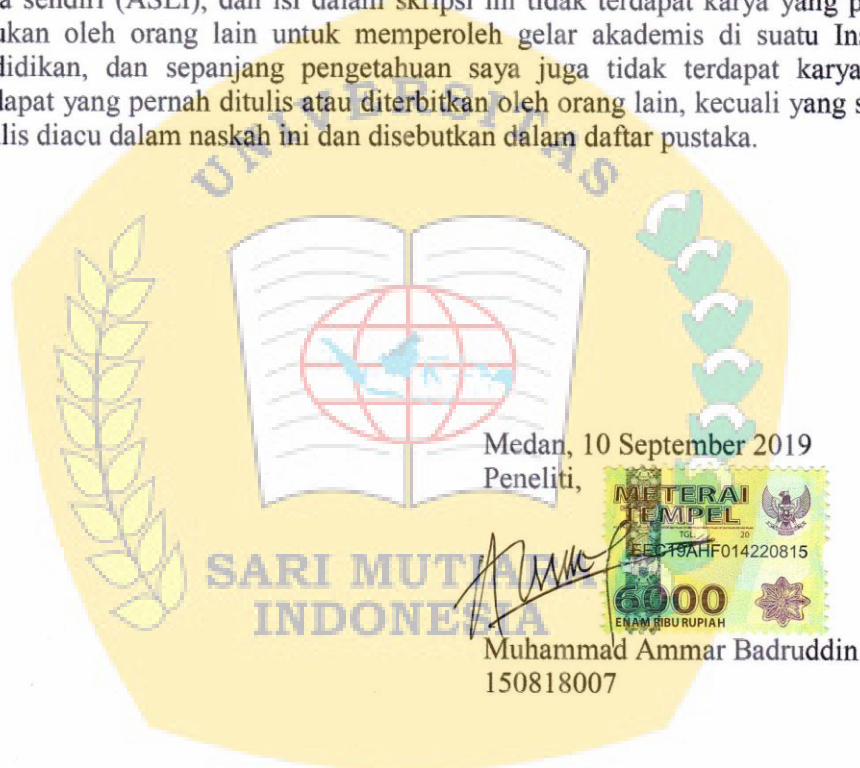 sendiri (ASLI), dan isi dalam skripsi ini tidak terdapat karya yang
oleh orang lain untuk memperoleh gelar akademis di suatu
dan sepanjang pengetahuan saya juga tidak terdapat karya
yang pernah ditulis atau diterbitkan oleh orang lain, kecuali yang
diacu dalam naskah ini dan disebutkan dalam daftar pustaka.
UNIVERSITAS
Medan, 10 September 2019
Peneliti,
METERAI
TEMPEL
TGL. 20
EEC19AHF014220815
6000
ENAM RIBU RUPIAH
SARI MUTIARA
INDONESIA
Muhammad Ammar Badruddin
150818007